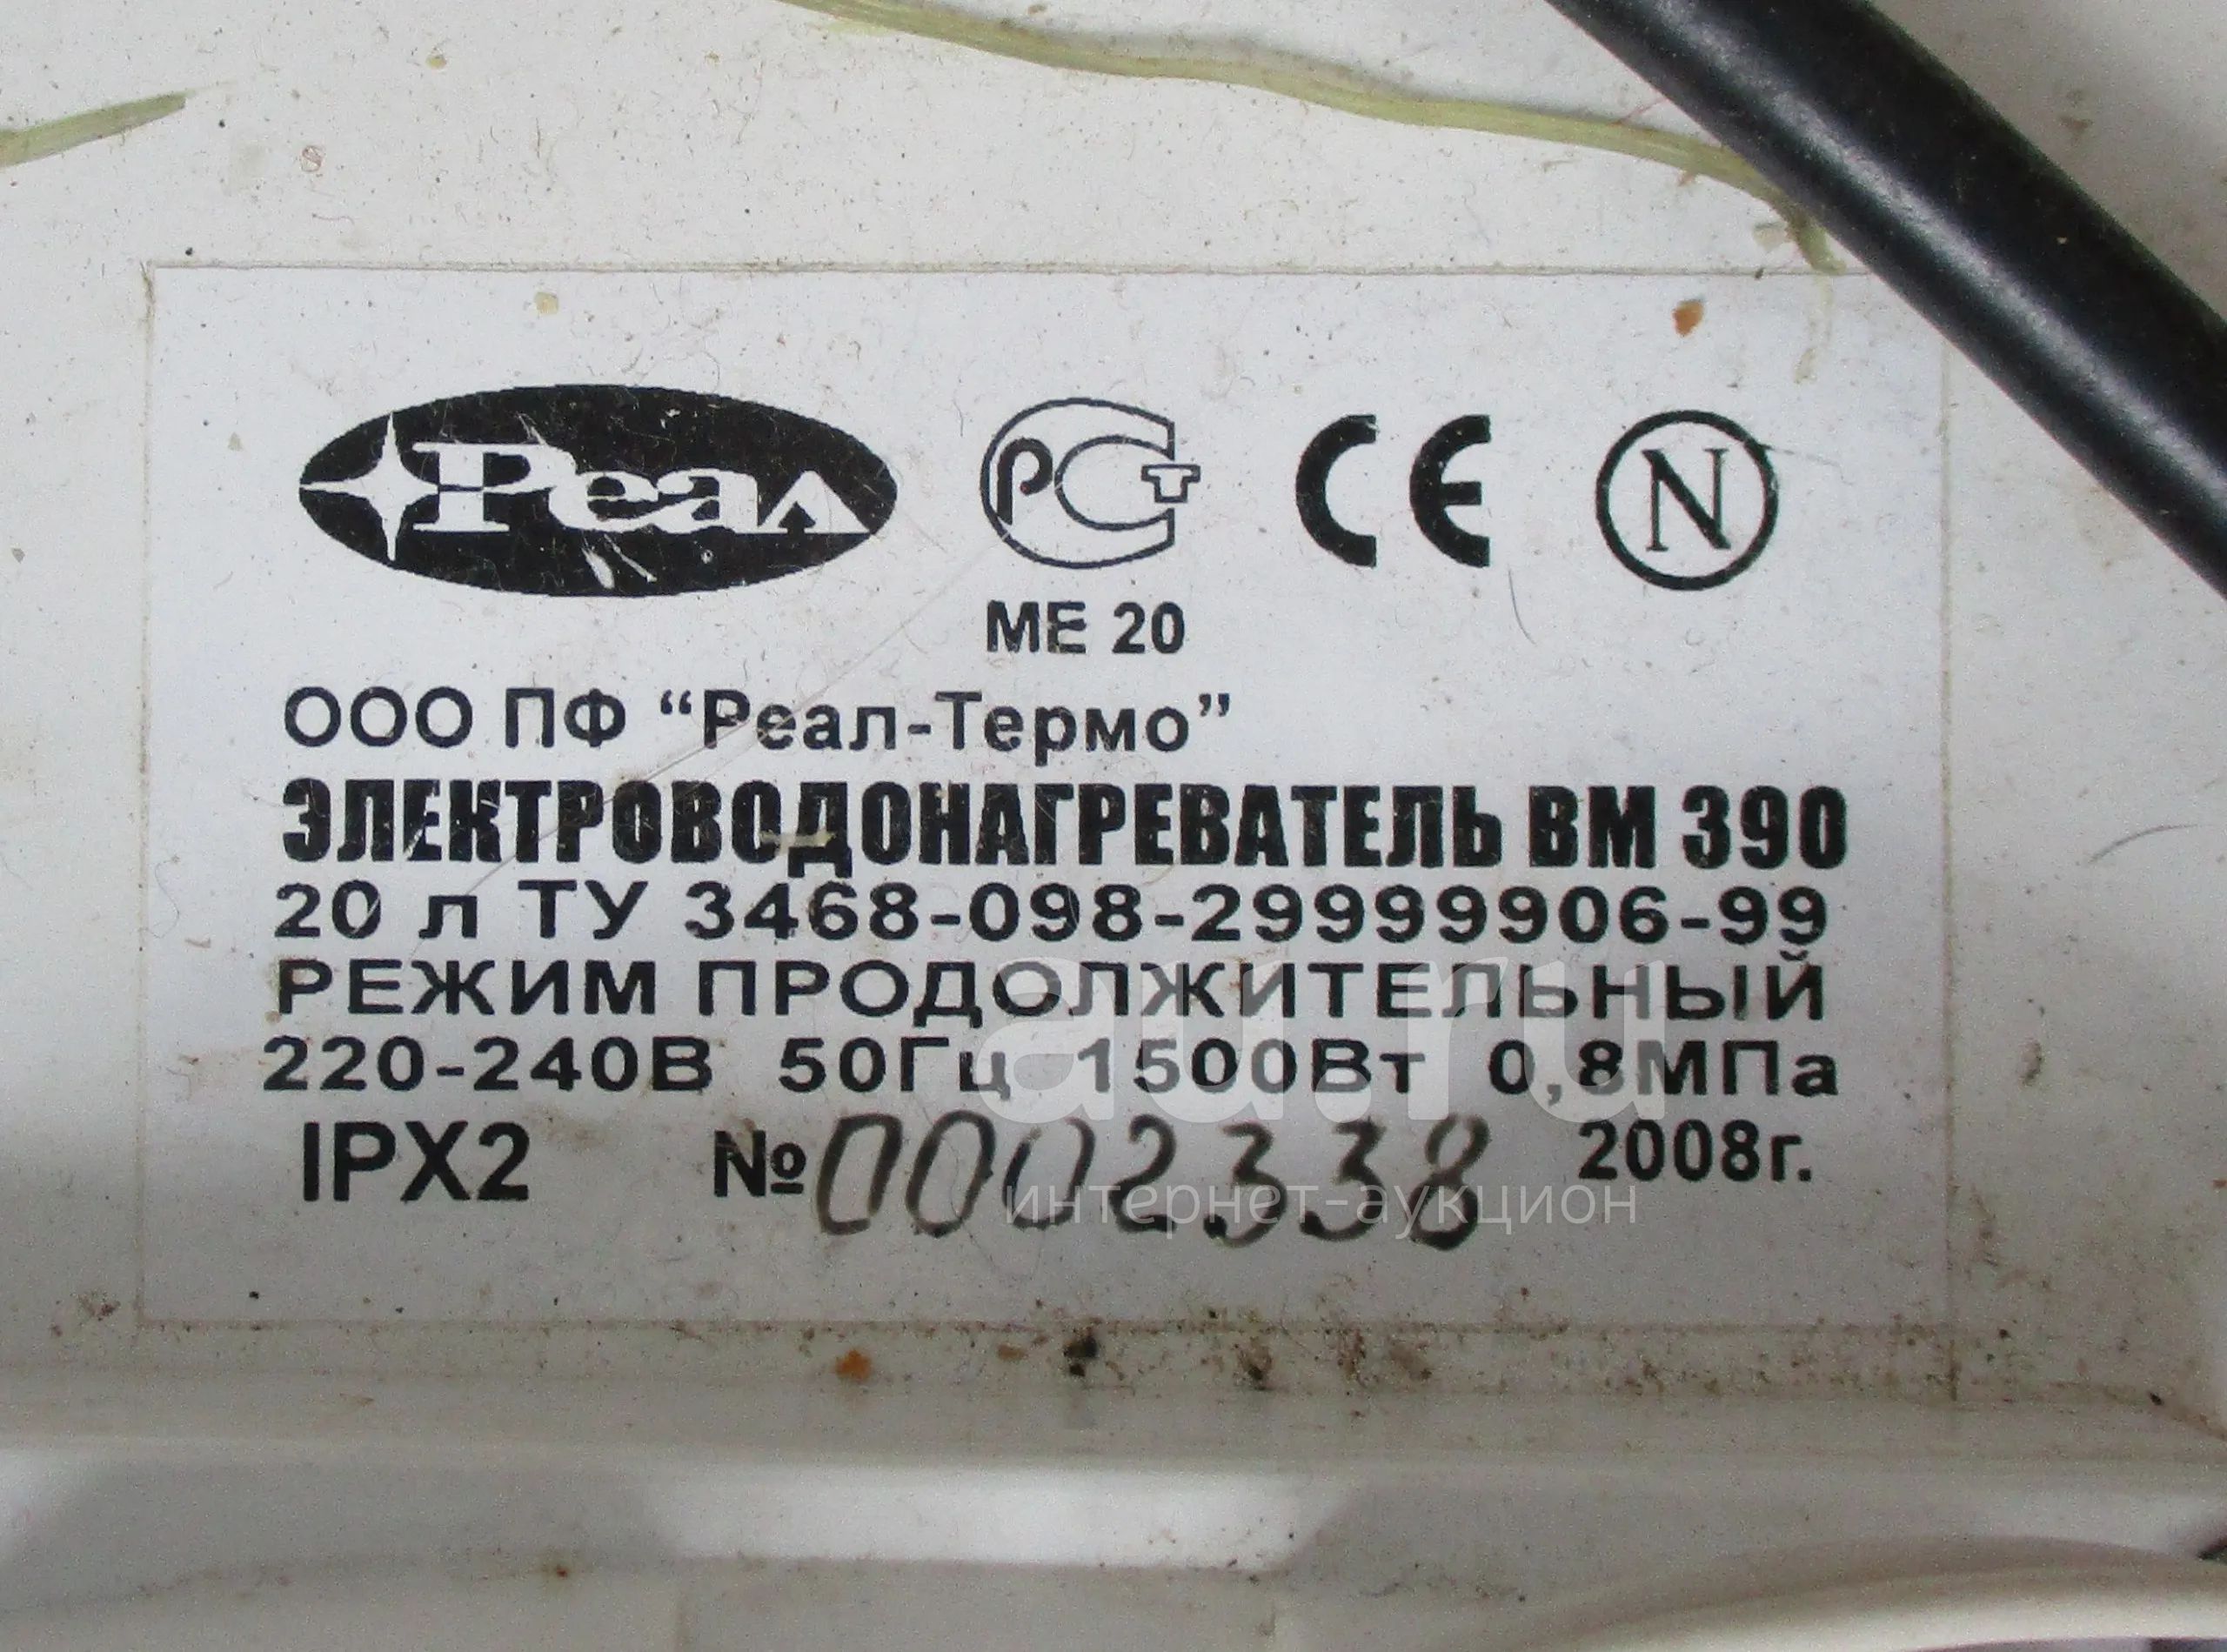 Реал РСТ CE N
МЕ 20
ООО ПФ “Реал-Термо”
ЭЛЕКТРОВОДОНАГРЕВАТЕЛЬ ВМ 390
20 л ТУ 3468-098-29999906-99
РЕЖИМ ПРОДОЛЖИТЕЛЬНЫЙ
220-240В 50Гц 1500Вт 0,8МПа
IPX2 №0002338 2008г.
au.ru
интернет-аукцион